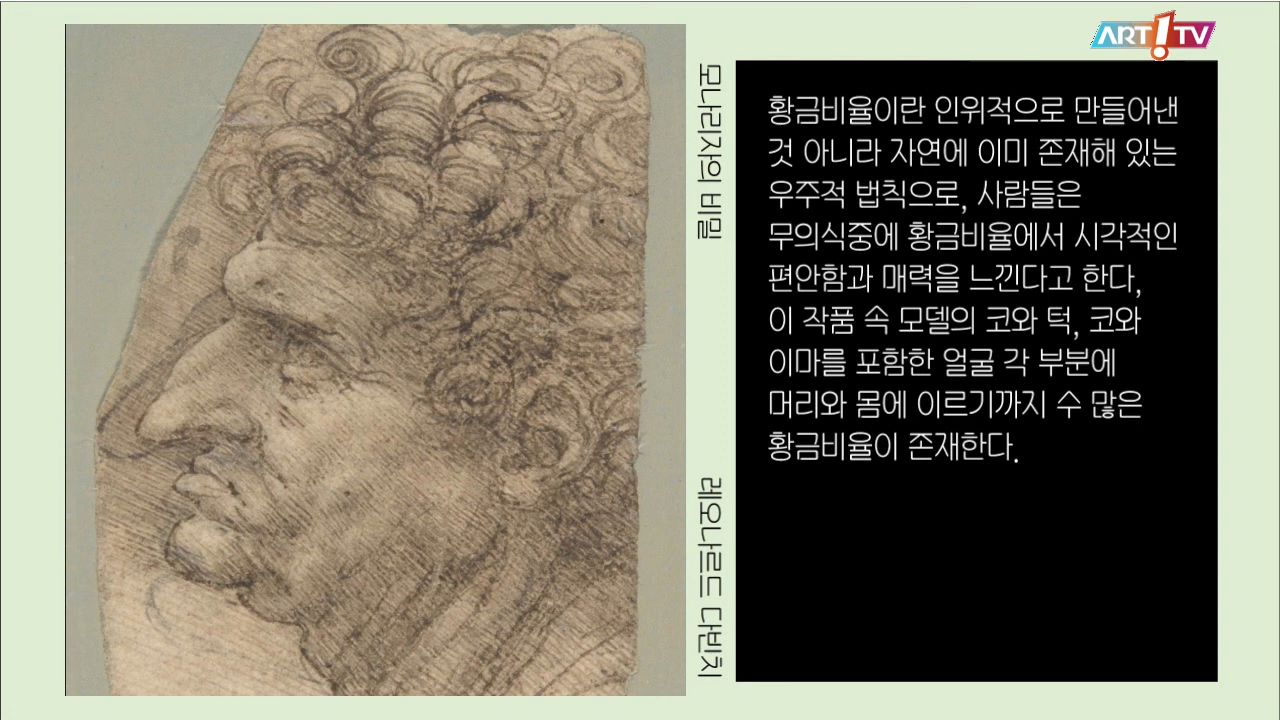 ART!TV
모나리자의 비밀
레오나르드 다빈치
황금비율이란 인위적으로 만들어낸
것 아니라 자연에 이미 존재해 있는
우주적 법칙으로, 사람들은
무의식중에 황금비율에서 시각적인
편안함과 매력을 느낀다고 한다,
이 작품 속 모델의 코와 턱, 코와
이마를 포함한 얼굴 각 부분에
머리와 몸에 이르기까지 수 많은
황금비율이 존재한다.